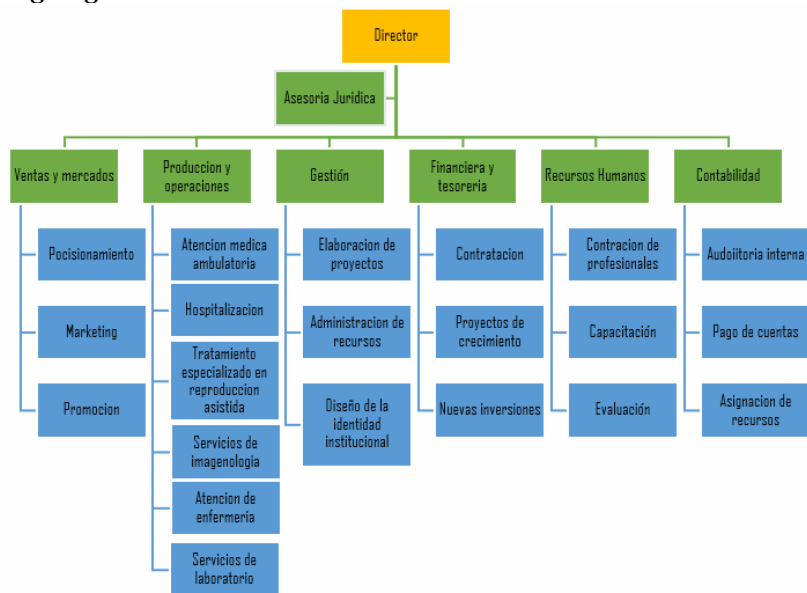 Director
Asesoria Juridica
Ventas y mercados
Produccion y
operaciones
Gestión
Financiera y
tesoreria
Recursos Humanos
Contabilidad
Pocisionamiento
Marketing
Promocion
Atencion medica
ambulatoria
Hospitalizacion
Tratamiento
especializado en
reproduccion
asistida
Servicios de
imagenologia
Atencion de
enfermeria
Servicios de
laboratorio
Elaboracion de
proyectos
Administracion de
recursos
Diseño de la
identidad
institucional
Contratacion
Proyectos de
crecimiento
Nuevas inversiones
Contracion de
profesionales
Capacitación
Evaluación
Audoiitoria interna
Pago de cuentas
Asignacion de
recursos